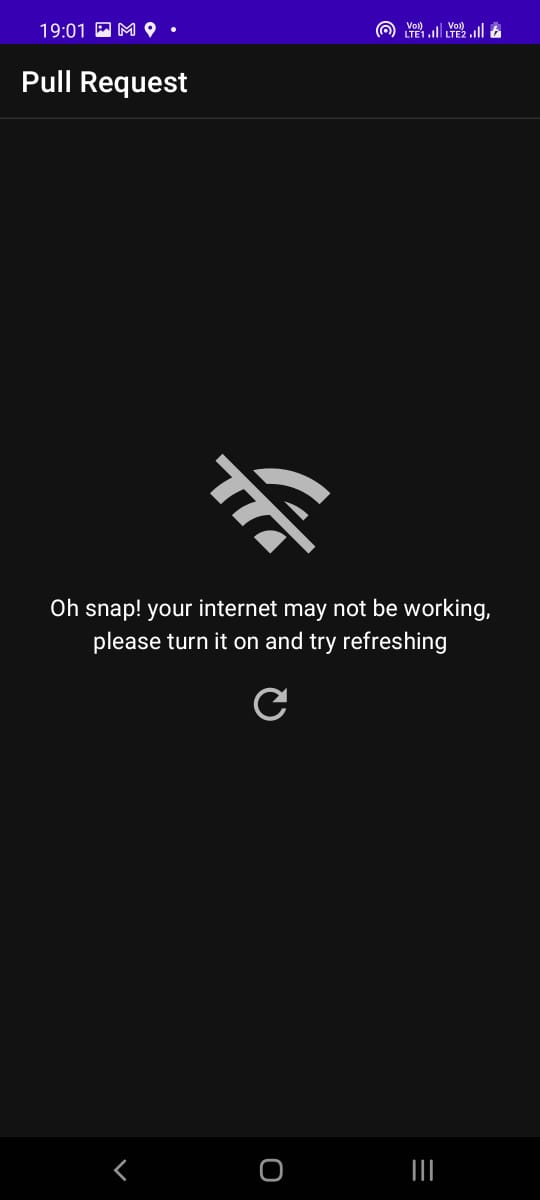 19:01
Vo)) LTE1 Vo)) LTE2
Pull Request
Oh snap! your internet may not be working,
please turn it on and try refreshing